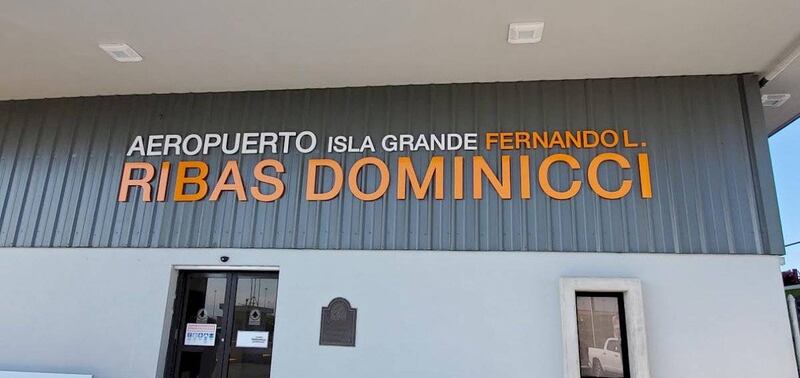 AEROPUERTO ISLA GRANDE FERNANDO L.
RIBAS DOMINICCI